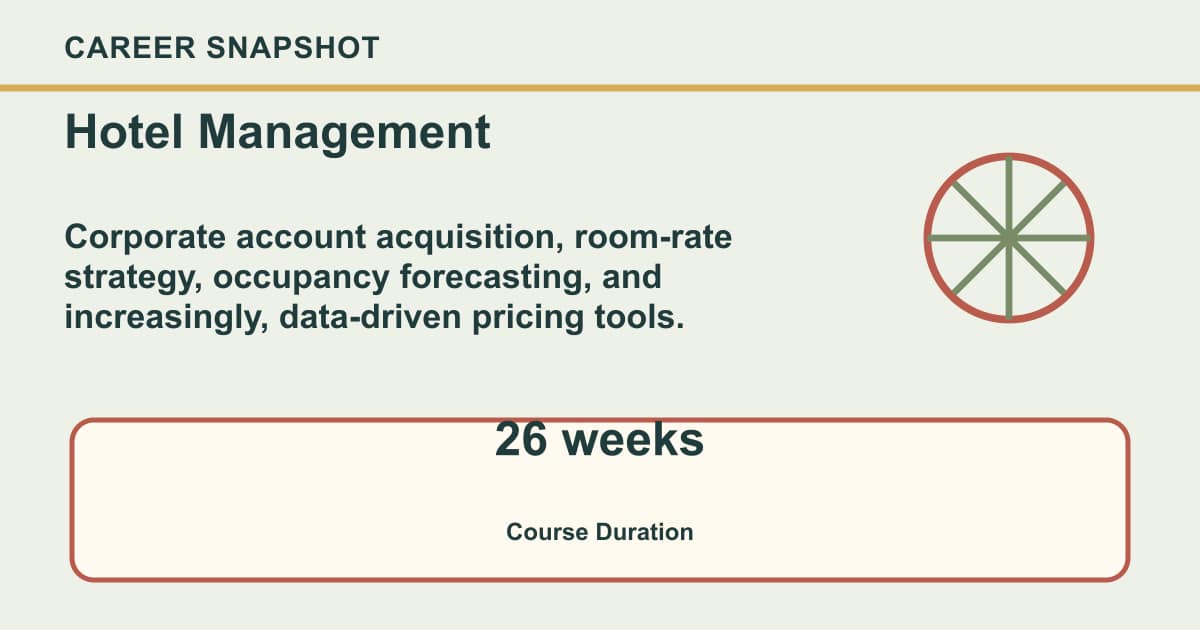 CAREER SNAPSHOT
Hotel Management
Corporate account acquisition, room-rate
strategy, occupancy forecasting, and
increasingly, data-driven pricing tools.
26 weeks
Course Duration